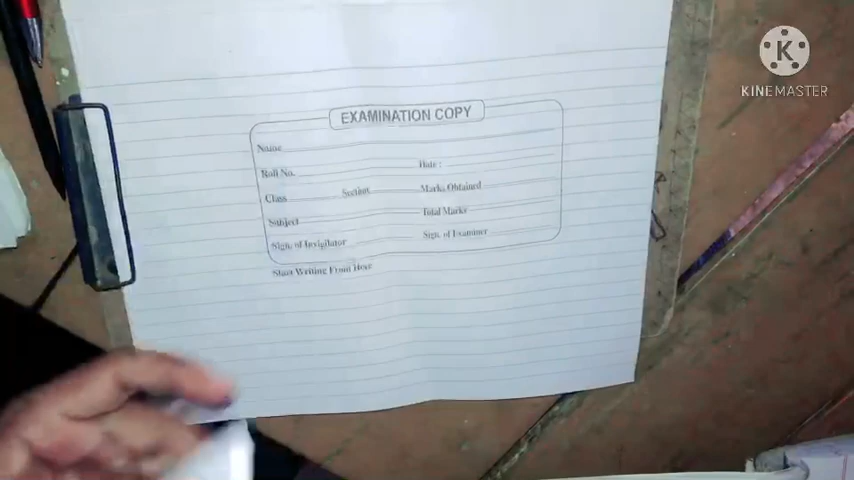 K
KINEMASTER
EXAMINATION COPY
Name
Roll No. Date :
Class Section Marks Obtained
Subject Total Marks
Sign. of Invigilator Sign. of Examiner
Start Writing From Here